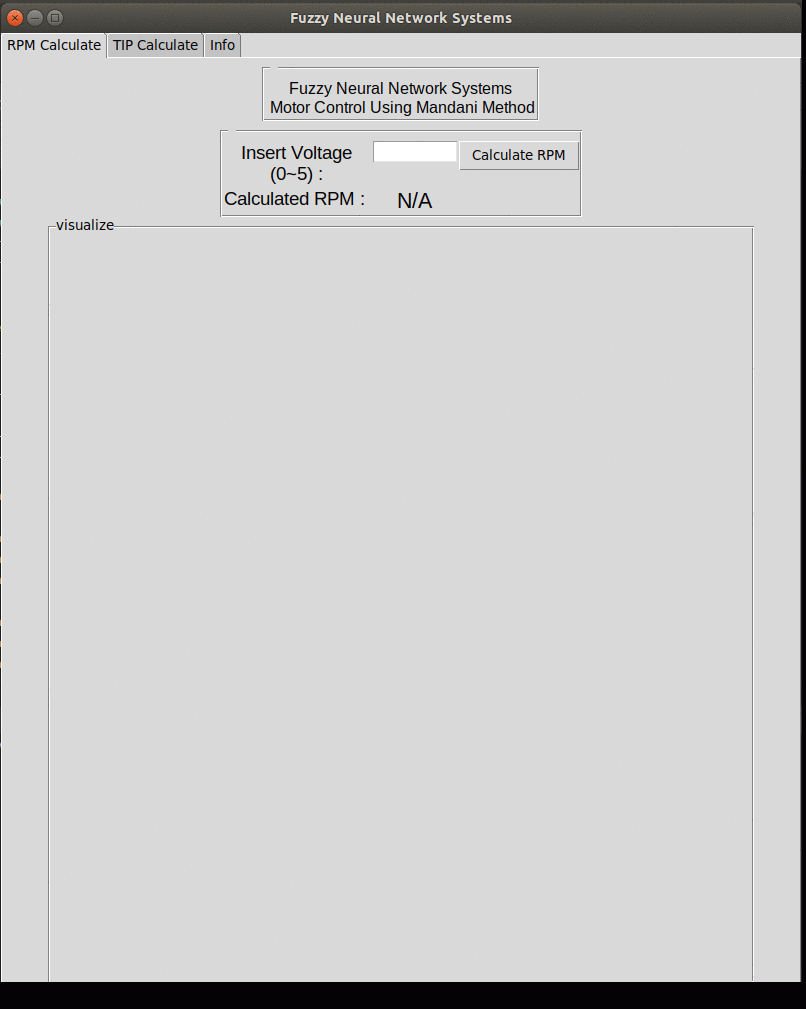 Fuzzy Neural Network Systems
RPM Calculate TIP Calculate Info
Fuzzy Neural Network Systems
Motor Control Using Mandani Method
Insert Voltage
(0~5) :
Calculate RPM
Calculated RPM : N/A
visualize